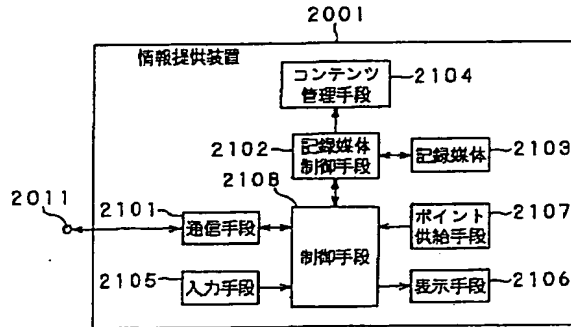 2001
情報提供装置
コンテンツ
管理手段
2104
2102
記録媒体
制御手段
記録媒体
2103
2108
2011
2101
通信手段
制御手段
ポイント
供給手段
2107
2105
入力手段
表示手段
2106